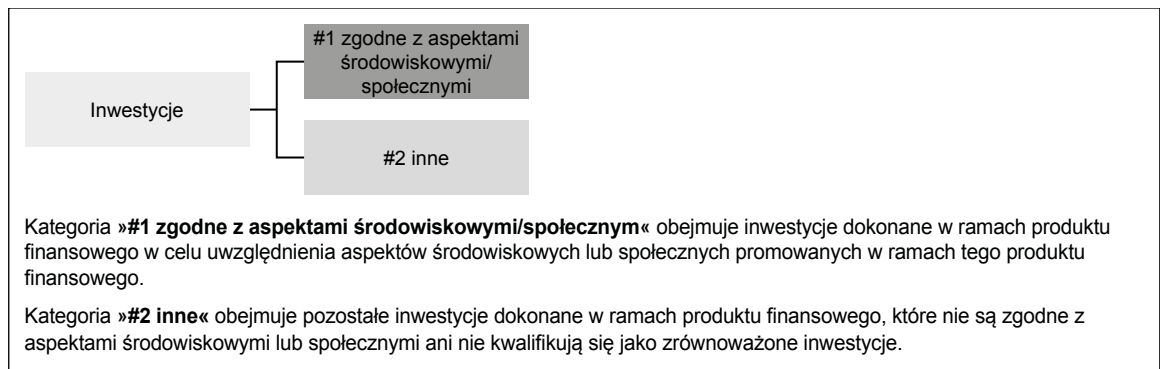 #1 zgodne z aspektami
środowiskowymi/
społecznymi
Inwestycje
#2 inne
Kategoria »#1 zgodne z aspektami środowiskowymi/społecznym« obejmuje inwestycje dokonane w ramach produktu
finansowego w celu uwzględnienia aspektów środowiskowych lub społecznych promowanych w ramach tego produktu
finansowego.
Kategoria »#2 inne« obejmuje pozostałe inwestycje dokonane w ramach produktu finansowego, które nie są zgodne z
aspektami środowiskowymi lub społecznymi ani nie kwalifikują się jako zrównoważone inwestycje.